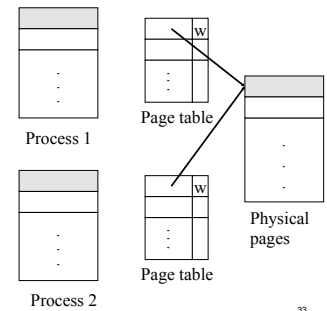 w
Page table
Process 1
w
Physical
pages
Page table
Process 2
33